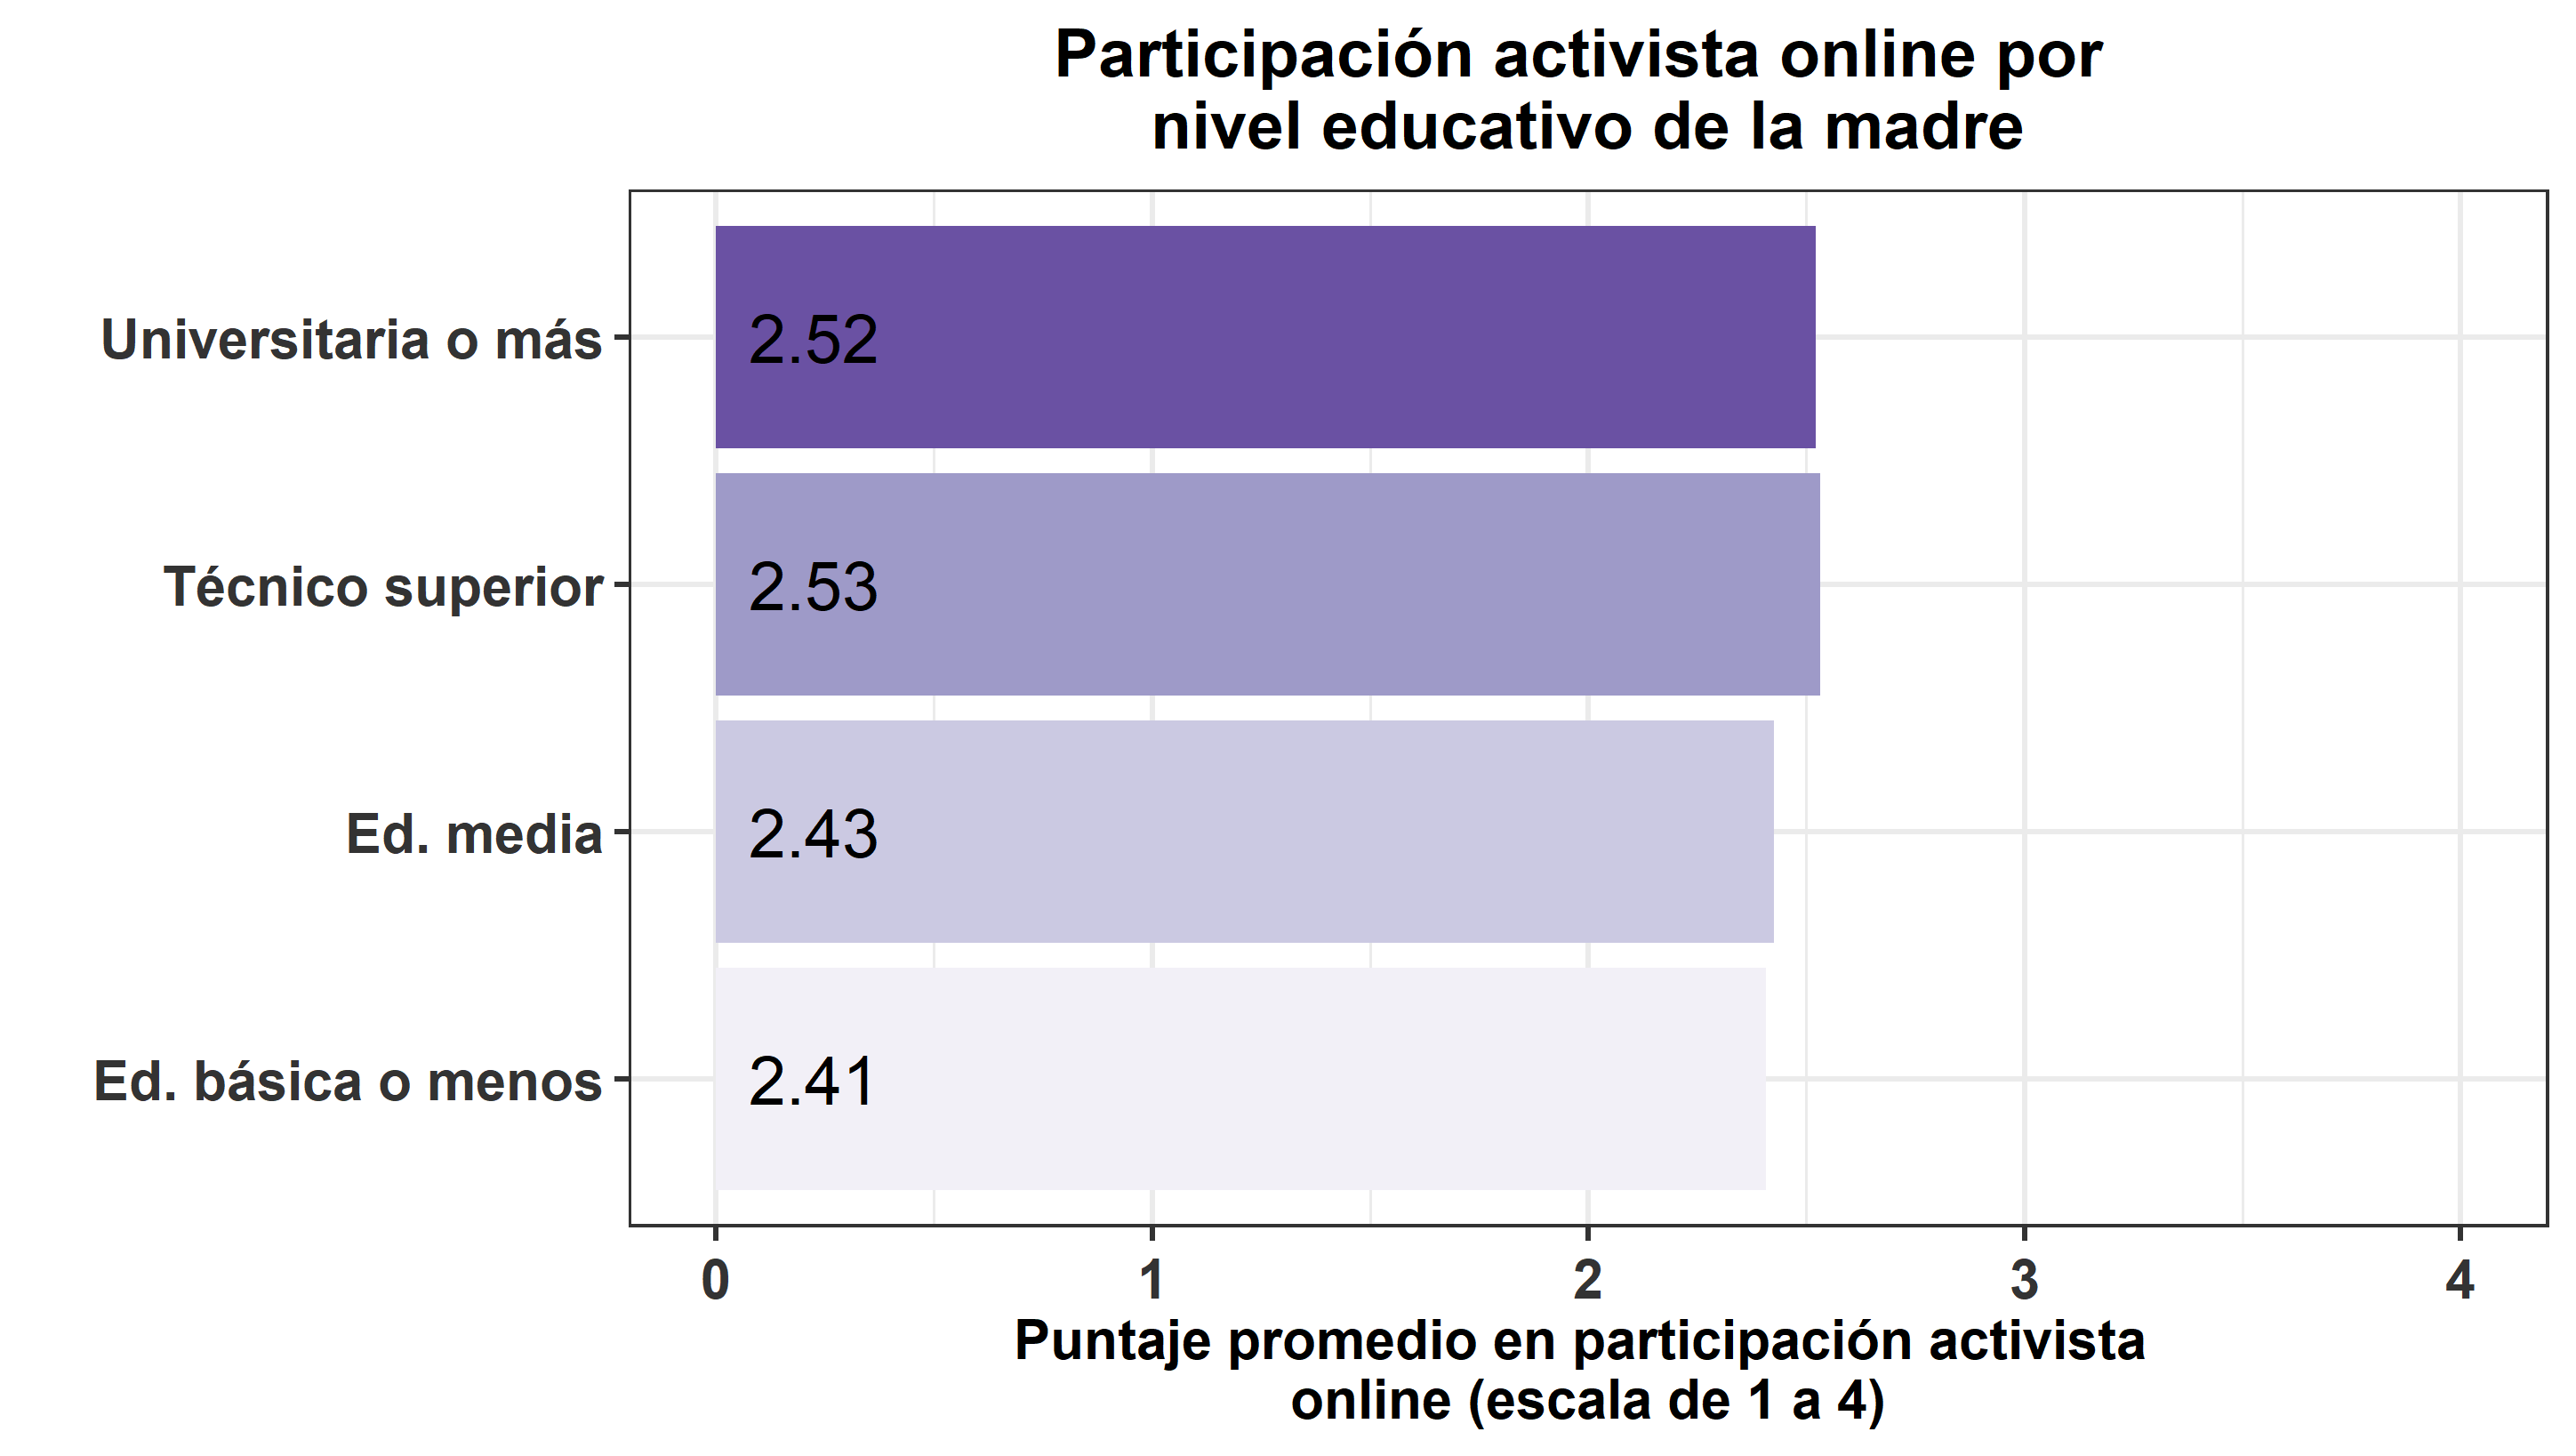 Participación activista online por
nivel educativo de la madre
Universitaria o más
2.52
Técnico superior
2.53
Ed. media
2.43
Ed. básica o menos
2.41
0 1 2 3 4
Puntaje promedio en participación activista
online (escala de 1 a 4)